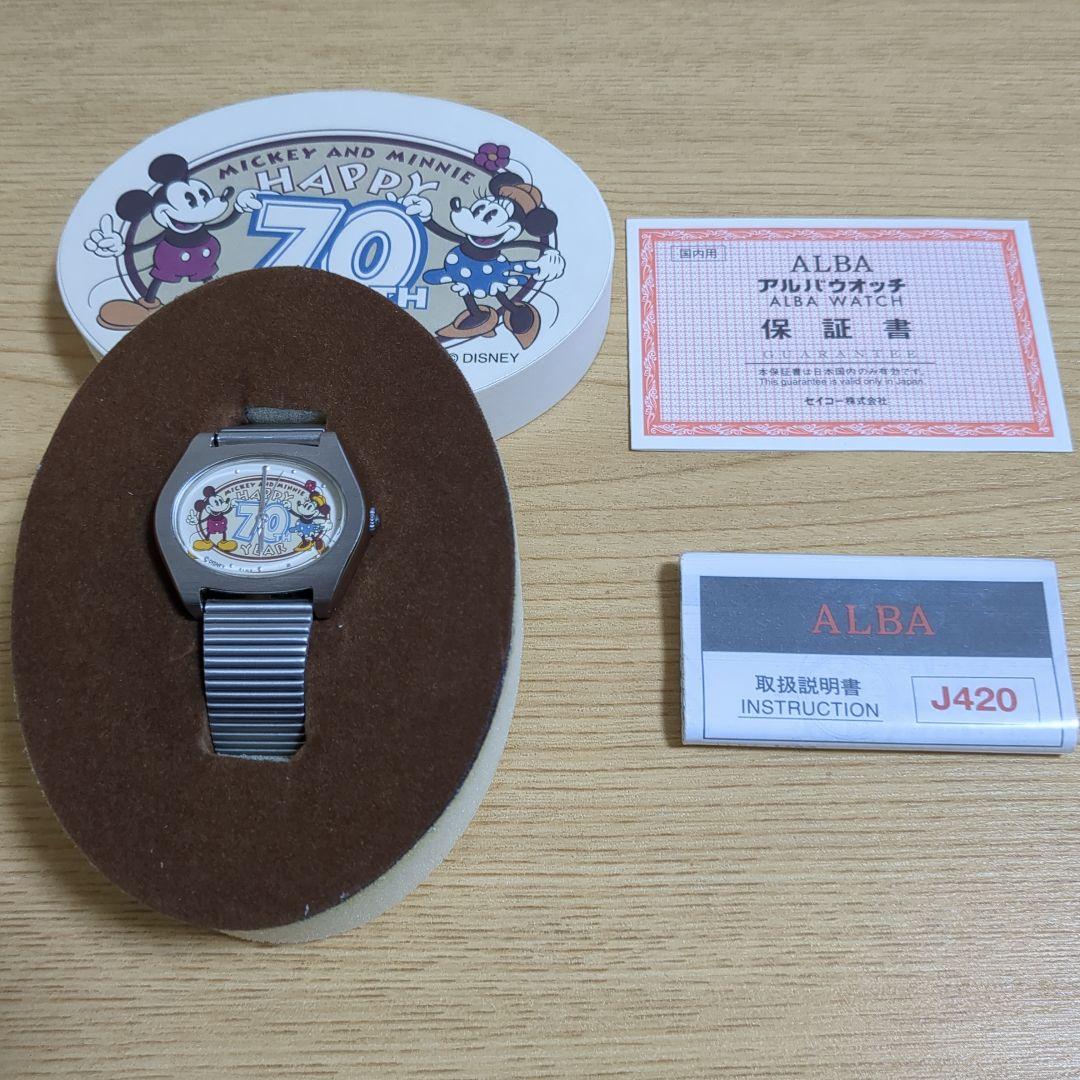 MICKEY AND MINNIE
HAPPY
70
TH
© DISNEY
MICKEY AND MINNIE
HAPPY
70TH
YEAR
©DISNEY
国内用
ALBA
アルバウオッチ
ALBA WATCH
保証書
GUARANTEE
本保証書は日本国内のみ有効です。
This guarantee is valid only in Japan.
セイコー株式会社
ALBA
取扱説明書
INSTRUCTION
J420